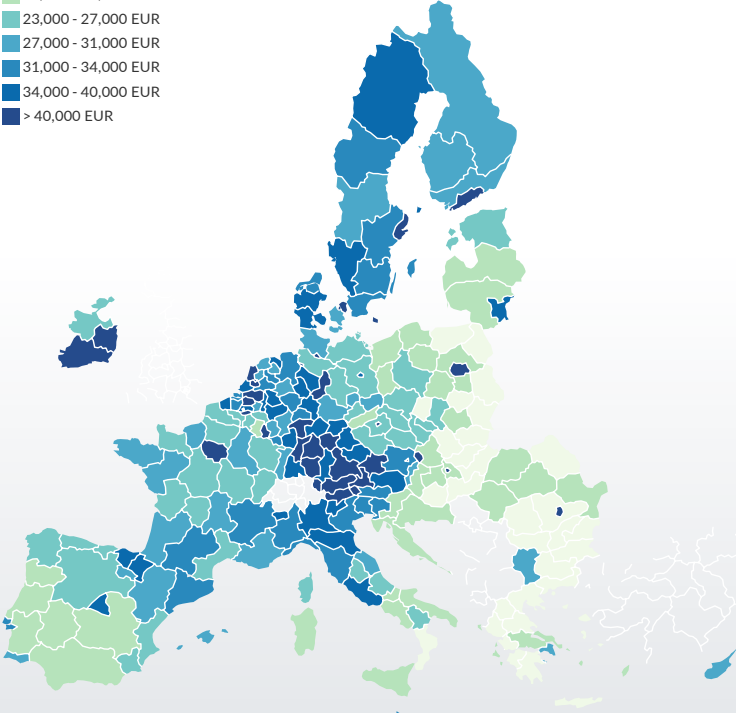 23,000 - 27,000 EUR
27,000 - 31,000 EUR
31,000 - 34,000 EUR
34,000 - 40,000 EUR
> 40,000 EUR